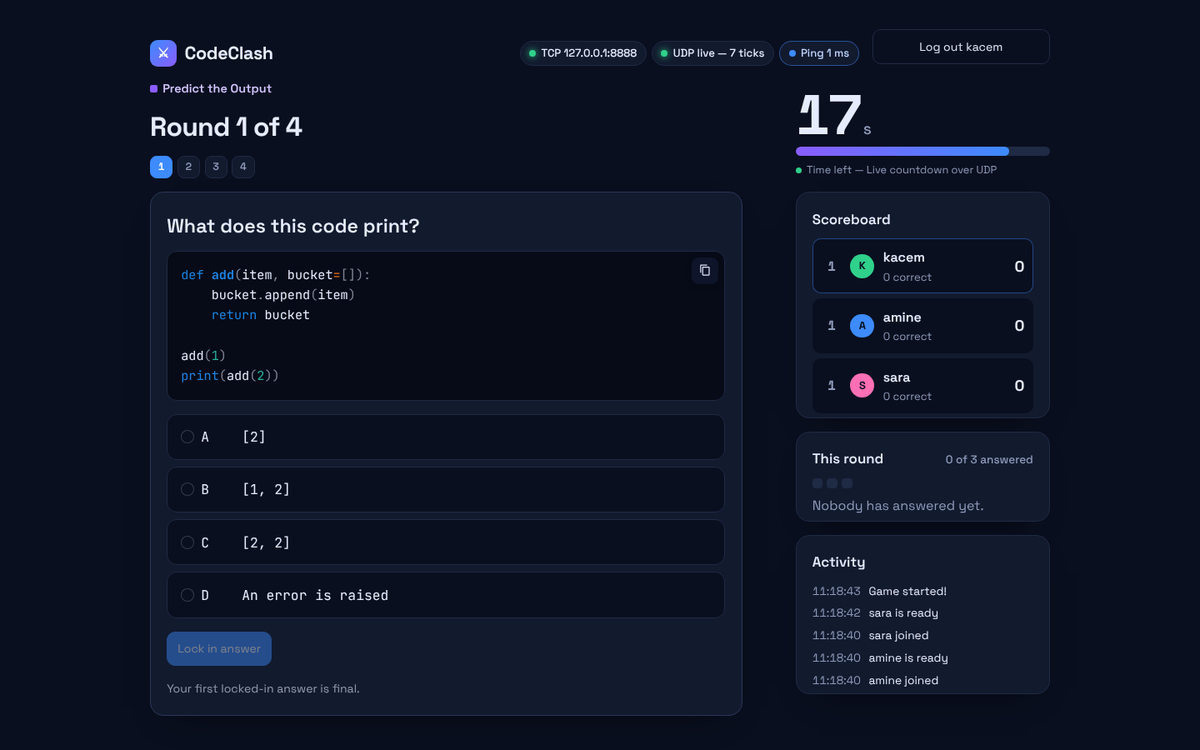 CodeClash
TCP 127.0.0.1:8888
UDP live — 7 ticks
Ping 1 ms
Log out kacem
Predict the Output
Round 1 of 4
1 2 3 4
17 s
Time left — Live countdown over UDP
What does this code print?
def add(item, bucket=[]):
    bucket.append(item)
    return bucket
add(1)
print(add(2))
A [2]
B [1, 2]
C [2, 2]
D An error is raised
Lock in answer
Your first locked-in answer is final.
Scoreboard
1 K kacem 0
0 correct
1 A amine 0
0 correct
1 S sara 0
0 correct
This round 0 of 3 answered
Nobody has answered yet.
Activity
11:18:43 Game started!
11:18:42 sara is ready
11:18:40 sara joined
11:18:40 amine is ready
11:18:40 amine joined